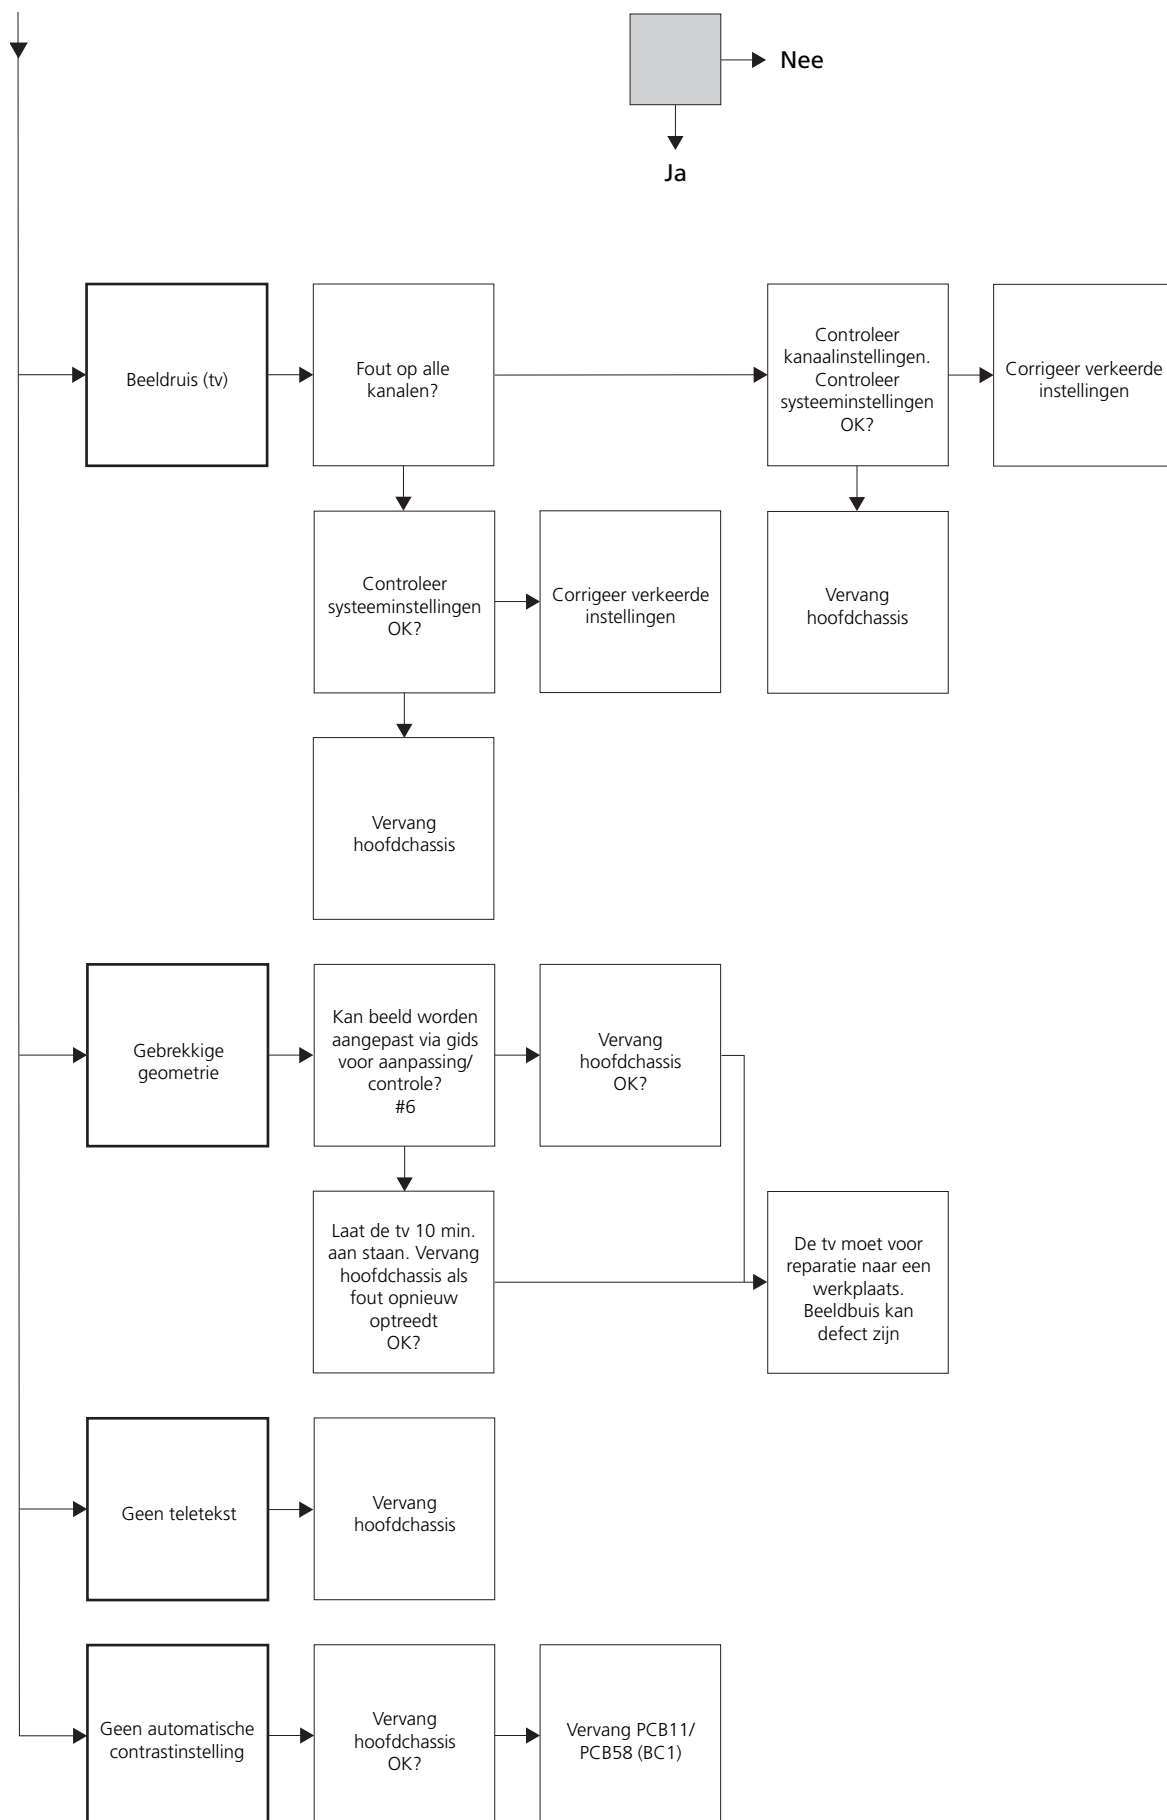 Nee
Ja
Beeldruis (tv)
Fout op alle
kanalen?
Controleer
kanaalinstellingen.
Controleer
systeeminstellingen
OK?
Corrigeer verkeerde
instellingen
Controleer
systeeminstellingen
OK?
Corrigeer verkeerde
instellingen
Vervang
hoofdchassis
Vervang
hoofdchassis
Gebrekkige
geometrie
Kan beeld worden
aangepast via gids
voor aanpassing/
controle?
#6
Vervang
hoofdchassis
OK?
Laat de tv 10 min.
aan staan. Vervang
hoofdchassis als
fout opnieuw
optreedt
OK?
De tv moet voor
reparatie naar een
werkplaats.
Beeldbuis kan
defect zijn
Geen teletekst
Vervang
hoofdchassis
Geen automatische
contrastinstelling
Vervang
hoofdchassis
OK?
Vervang PCB11/
PCB58 (BC1)